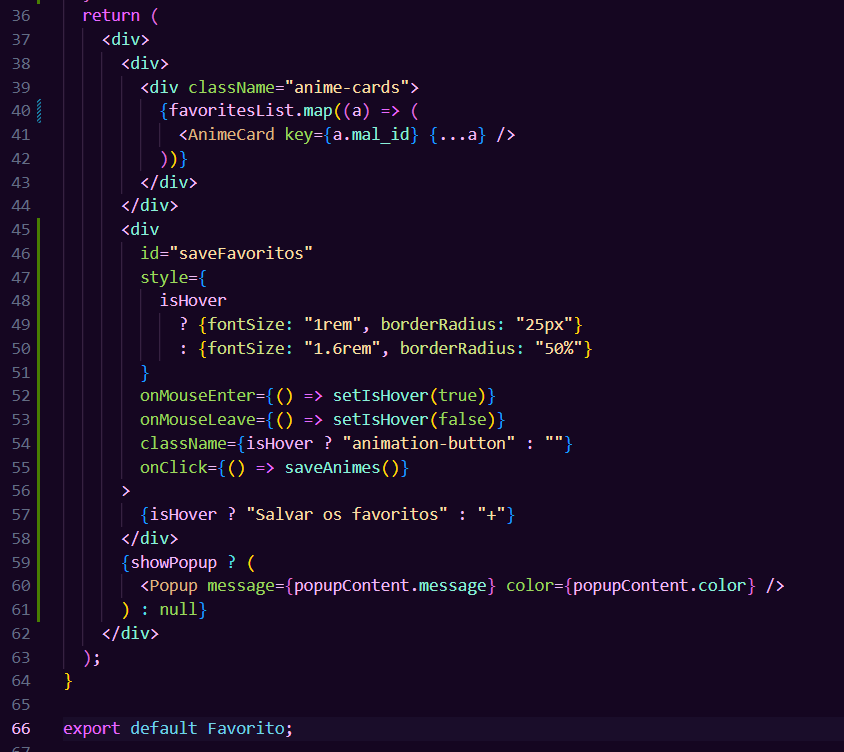 36 return (
37 <div>
38 <div>
39 <div className="anime-cards">
40 {favoritesList.map((a) => (
41 <AnimeCard key={a.mal_id} {...a} />
42 ))}
43 </div>
44 </div>
45 <div
46 id="saveFavoritos"
47 style={
48 isHover
49 ? {fontSize: "1rem", borderRadius: "25px"}
50 : {fontSize: "1.6rem", borderRadius: "50%"}
51 }
52 onMouseEnter={() => setIsHover(true)}
53 onMouseLeave={() => setIsHover(false)}
54 className={isHover ? "animation-button" : ""}
55 onClick={() => saveAnimes()}
56 >
57 {isHover ? "Salvar os favoritos" : "+"}
58 </div>
59 {showPopup ? (
60 <Popup message={popupContent.message} color={popupContent.color} />
61 ) : null}
62 </div>
63 );
64 }
65
66 export default Favorito;
67